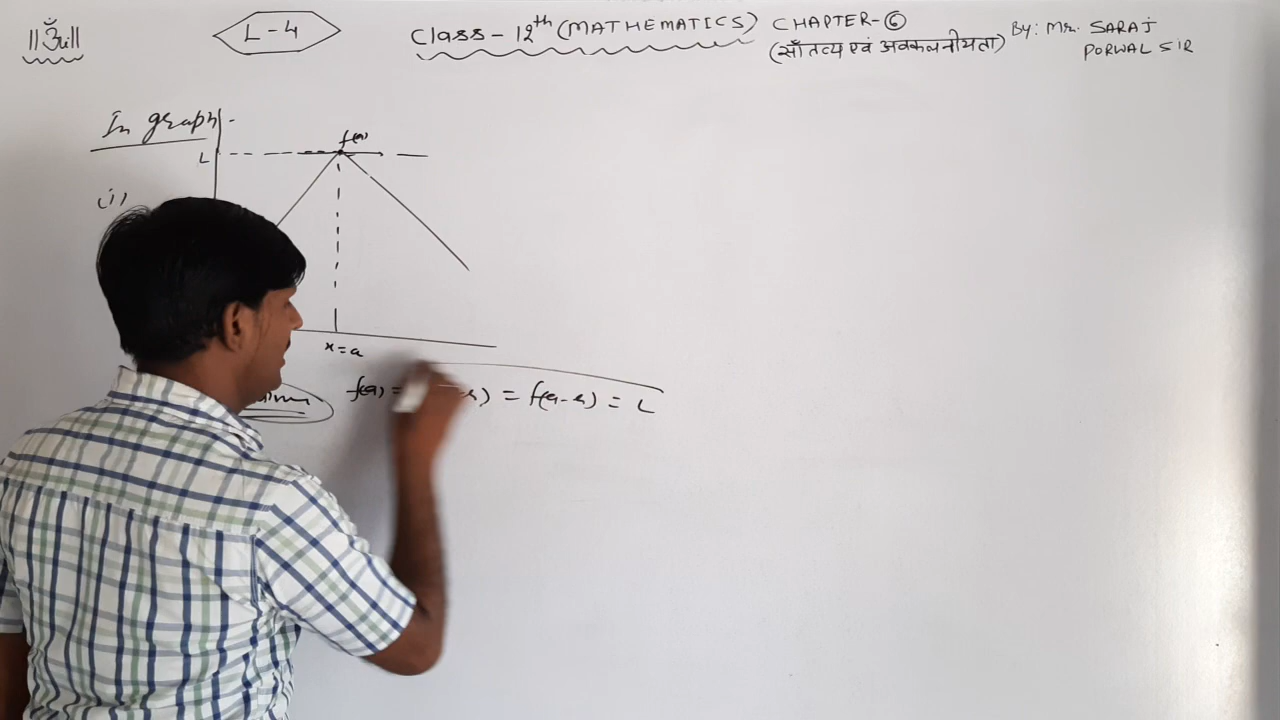 ||ॐ||
L-4
Class-12th (MATHEMATICS) CHAPTER-6
(सांतत्य एवं अवकलनीयता)
By: Mr. SARAJ
PORWAL SIR
In graph-
f(a)
L
(i)
x=a
f(a) = = f(a-h) = L